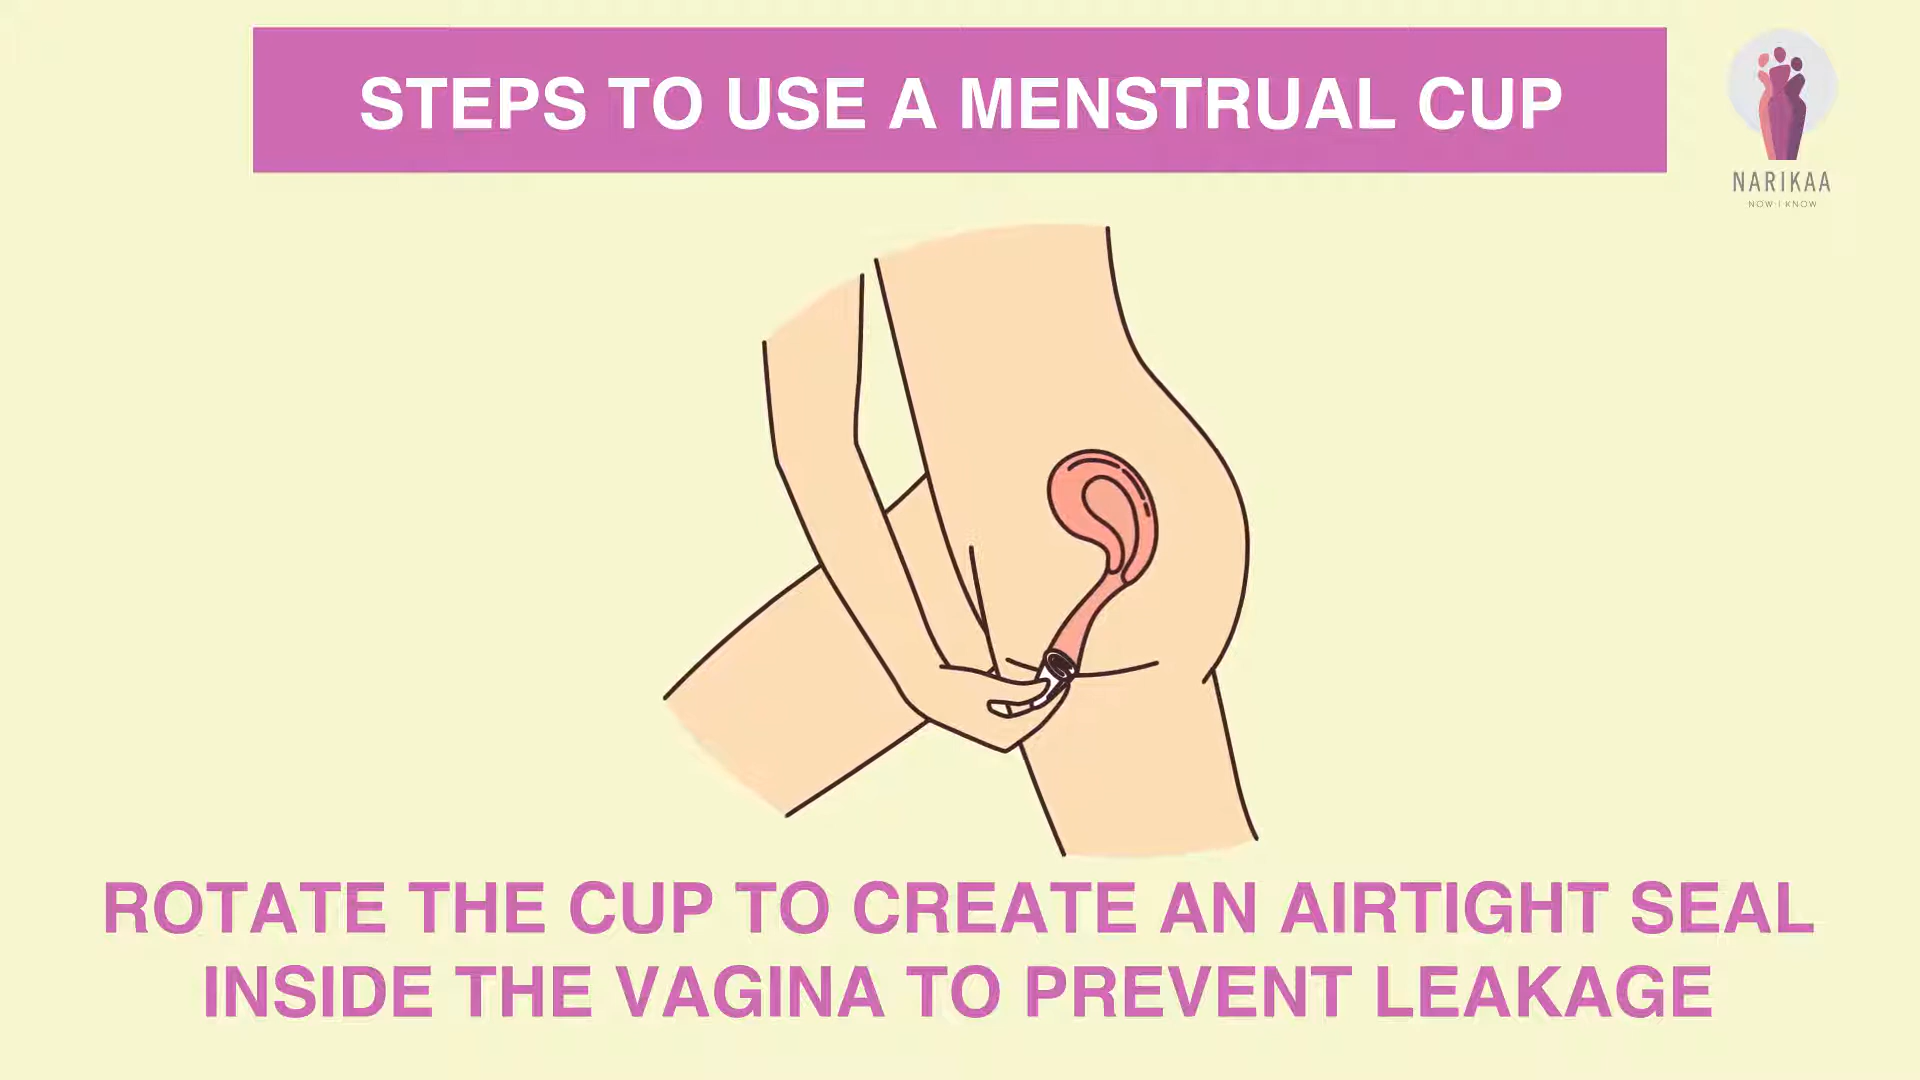 STEPS TO USE A MENSTRUAL CUP
NARIKAA
NOW I KNOW
ROTATE THE CUP TO CREATE AN AIRTIGHT SEAL
INSIDE THE VAGINA TO PREVENT LEAKAGE